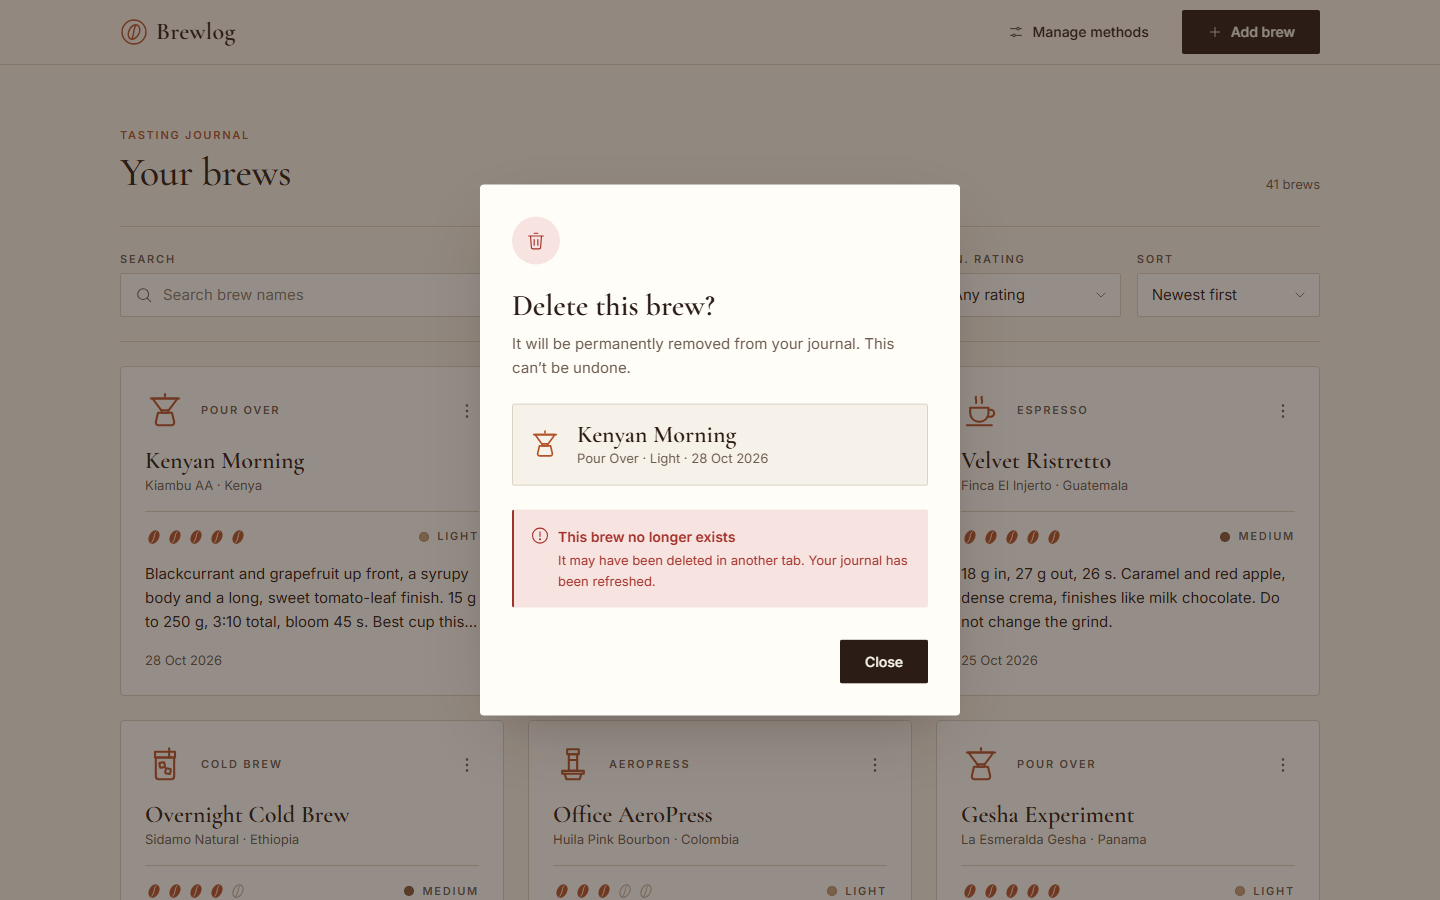 Brewlog
Manage methods
Add brew
TASTING JOURNAL
Your brews
41 brews
SEARCH
Search brew names
RATING
Any rating
SORT
Newest first
POUR OVER
Kenyan Morning
Kiambu AA · Kenya
LIGHT
Blackcurrant and grapefruit up front, a syrupy
body and a long, sweet tomato-leaf finish. 15 g
to 250 g, 3:10 total, bloom 45 s. Best cup this...
28 Oct 2026
Delete this brew?
It will be permanently removed from your journal. This
can’t be undone.
Kenyan Morning
Pour Over · Light · 28 Oct 2026
This brew no longer exists
It may have been deleted in another tab. Your journal has
been refreshed.
Close
ESPRESSO
Velvet Ristretto
Finca El Injerto · Guatemala
MEDIUM
18 g in, 27 g out, 26 s. Caramel and red apple,
dense crema, finishes like milk chocolate. Do
not change the grind.
25 Oct 2026
COLD BREW
Overnight Cold Brew
Sidamo Natural · Ethiopia
MEDIUM
AEROPRESS
Office AeroPress
Huila Pink Bourbon · Colombia
LIGHT
POUR OVER
Gesha Experiment
La Esmeralda Gesha · Panama
LIGHT